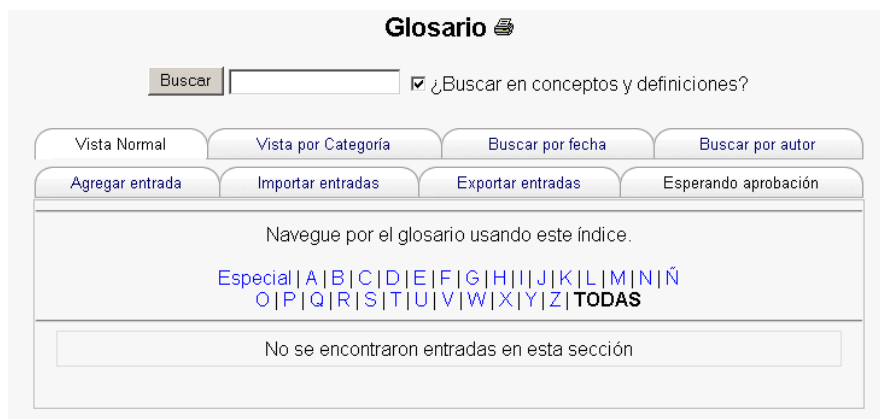 Glosario
Buscar ¿Buscar en conceptos y definiciones?
Vista Normal Vista por Categoría Buscar por fecha Buscar por autor
Agregar entrada Importar entradas Exportar entradas Esperando aprobación
Navegue por el glosario usando este índice.
Especial | A | B | C | D | E | F | G | H | I | J | K | L | M | N | Ñ
O | P | Q | R | S | T | U | V | W | X | Y | Z | TODAS
No se encontraron entradas en esta sección